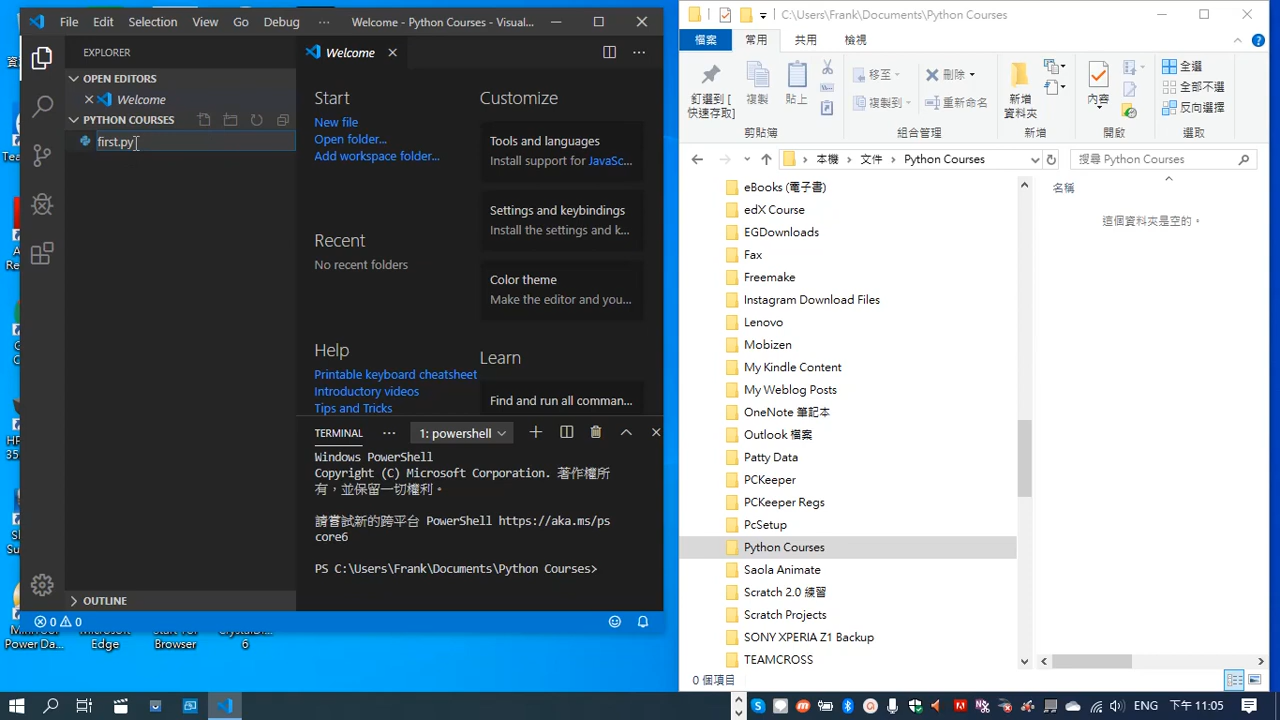 File Edit Selection View Go Debug ··· Welcome - Python Courses - Visual...
EXPLORER
OPEN EDITORS
Welcome
PYTHON COURSES
first.py
OUTLINE
0 0
Welcome
Start
New file
Open folder...
Add workspace folder...
Recent
No recent folders
Help
Printable keyboard cheatsheet
Introductory videos
Tips and Tricks
Customize
Tools and languages
Install support for JavaSc...
Settings and keybindings
Install the settings and k...
Color theme
Make the editor and you...
Learn
Find and run all comman...
TERMINAL ··· 1: powershell
Windows PowerShell
Copyright (C) Microsoft Corporation. 著作權所
有，並保留一切權利。
請嘗試新的跨平台 PowerShell https://aka.ms/ps
core6
PS C:\Users\Frank\Documents\Python Courses>
C:\Users\Frank\Documents\Python Courses
檔案 常用 共用 檢視
釘選到 [
快速存取]
複製
貼上
剪貼簿
移至
複製到
刪除
重新命名
組合管理
新增
資料夾
新增
內容
全選
全部不選
反向選擇
開啟
選取
本機 文件 Python Courses
搜尋 Python Courses
eBooks (電子書)
edX Course
EGDownloads
Fax
Freemake
Instagram Download Files
Lenovo
Mobizen
My Kindle Content
My Weblog Posts
OneNote 筆記本
Outlook 檔案
Patty Data
PCKeeper
PCKeeper Regs
PcSetup
Python Courses
Saola Animate
Scratch 2.0 練習
Scratch Projects
SONY XPERIA Z1 Backup
TEAMCROSS
名稱
這個資料夾是空的。
0 個項目
Power Da...
Microsoft
Edge
Browser
6
下午 11:05